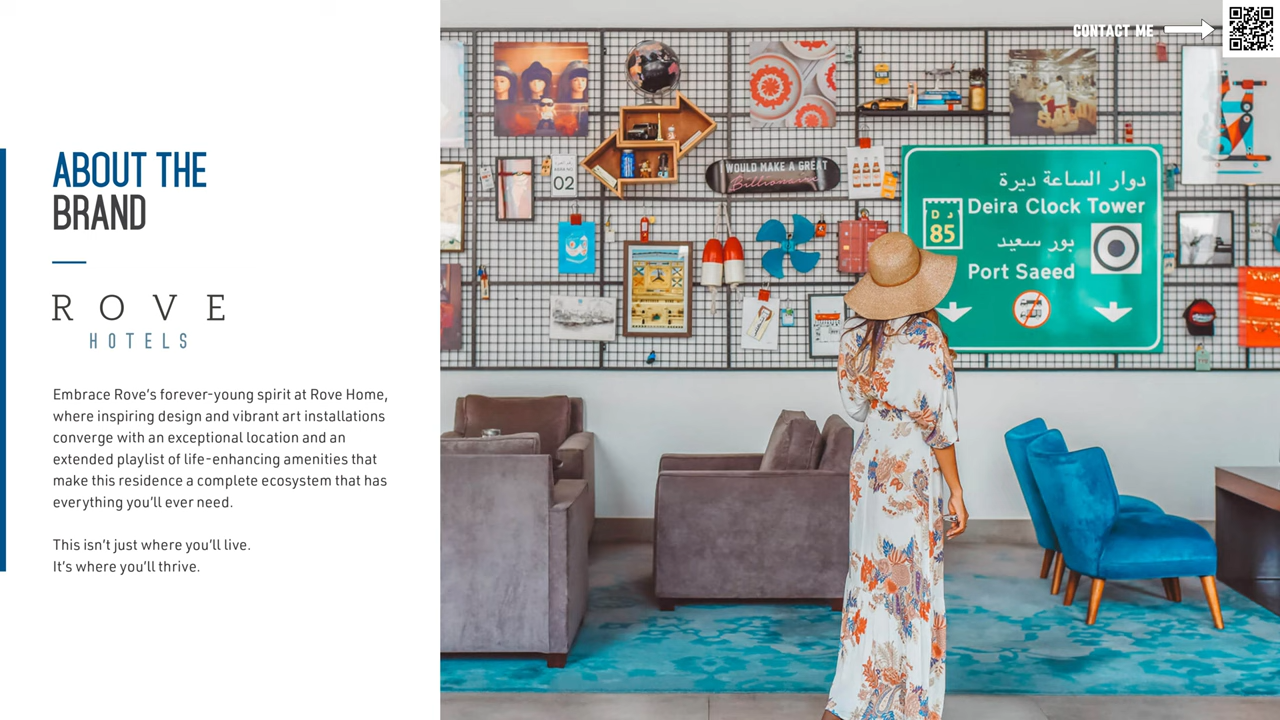 CONTACT ME
ABOUT THE
BRAND
ROVE
HOTELS
Embrace Rove's forever-young spirit at Rove Home,
where inspiring design and vibrant art installations
converge with an exceptional location and an
extended playlist of life-enhancing amenities that
make this residence a complete ecosystem that has
everything you'll ever need.
This isn't just where you'll live.
It's where you'll thrive.
02
WOULD MAKE A GREAT
Billionaire
دوار الساعة ديرة
Deira Clock Tower
D 85
بور سعيد
Port Saeed